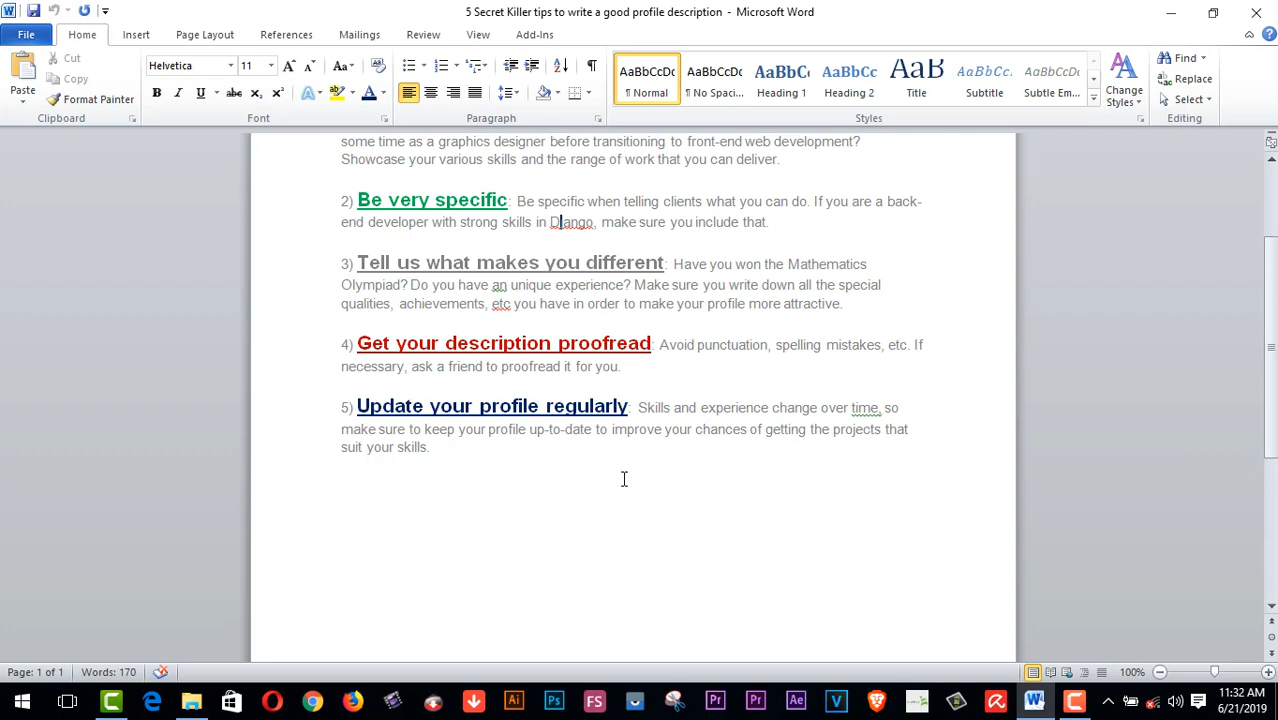 5 Secret Killer tips to write a good profile description - Microsoft Word
File Home Insert Page Layout References Mailings Review View Add-Ins
Paste
Cut
Copy
Format Painter
Clipboard
Helvetica 11
Font
Paragraph
AaBbCcDc AaBbCcDc AaBbCc AaBbCc AaB AaBbCcL AaBbCcDc
¶ Normal ¶ No Spaci... Heading 1 Heading 2 Title Subtitle Subtle Em...
Change
Styles
Styles
Find
Replace
Select
Editing
some time as a graphics designer before transitioning to front-end web development?
Showcase your various skills and the range of work that you can deliver.
2) Be very specific: Be specific when telling clients what you can do. If you are a back-
end developer with strong skills in Django, make sure you include that.
3) Tell us what makes you different: Have you won the Mathematics
Olympiad? Do you have an unique experience? Make sure you write down all the special
qualities, achievements, etc you have in order to make your profile more attractive.
4) Get your description proofread: Avoid punctuation, spelling mistakes, etc. If
necessary, ask a friend to proofread it for you.
5) Update your profile regularly: Skills and experience change over time, so
make sure to keep your profile up-to-date to improve your chances of getting the projects that
suit your skills.
Page: 1 of 1 Words: 170 100%
11:32 AM
6/21/2019